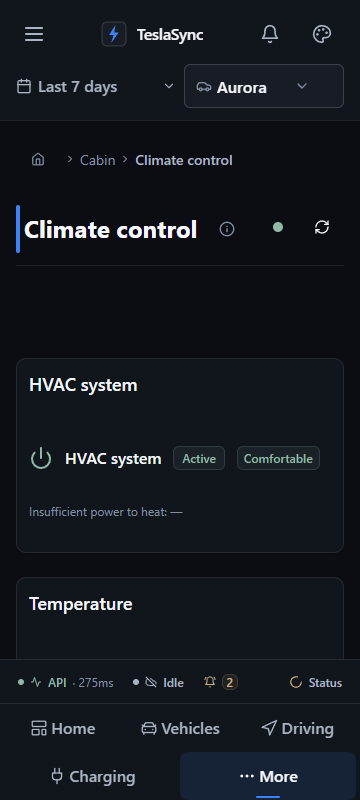 TeslaSync
Last 7 days
Aurora
Cabin
Climate control
Climate control
HVAC system
HVAC system
Active
Comfortable
Insufficient power to heat: —
Temperature
API · 275ms
Idle
2
Status
Home
Vehicles
Driving
Charging
More